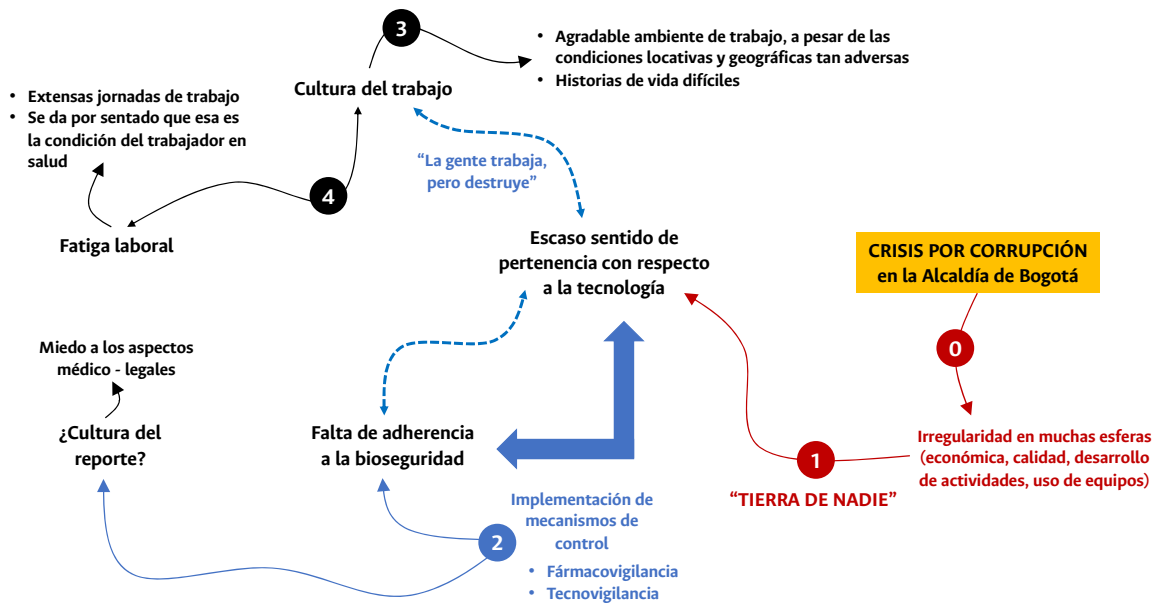 3
• Agradable ambiente de trabajo, a pesar de las
condiciones locativas y geográficas tan adversas
• Historias de vida difíciles
Cultura del trabajo
• Extensas jornadas de trabajo
• Se da por sentado que esa es
la condición del trabajador en
salud
“La gente trabaja,
pero destruye”
4
Fatiga laboral
Escaso sentido de
pertenencia con respecto
a la tecnología
CRISIS POR CORRUPCIÓN
en la Alcaldía de Bogotá
0
Miedo a los aspectos
médico - legales
¿Cultura del
reporte?
Falta de adherencia
a la bioseguridad
Irregularidad en muchas esferas
(económica, calidad, desarrollo
de actividades, uso de equipos)
1
“TIERRA DE NADIE”
2
Implementación de
mecanismos de
control
• Fármacovigilancia
• Tecnovigilancia